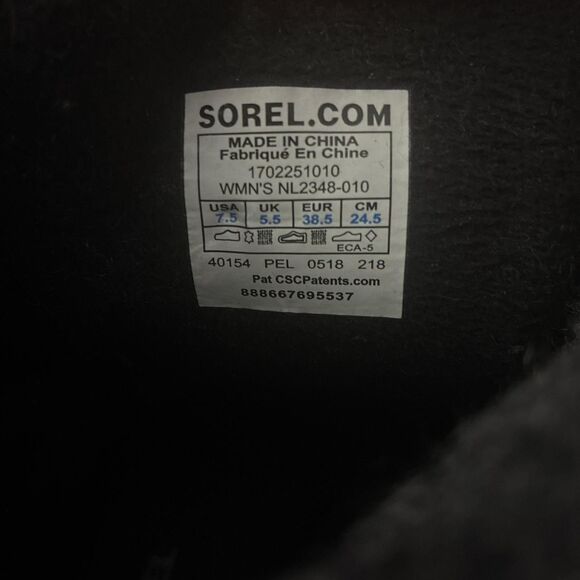 SOREL.COM
MADE IN CHINA
Fabriqué En Chine
1702251010
WMN'S NL2348-010
USA UK EUR CM
7.5 5.5 38.5 24.5
ECA-5
40154 PEL 0518 218
Pat CSCPatents.com
888667695537